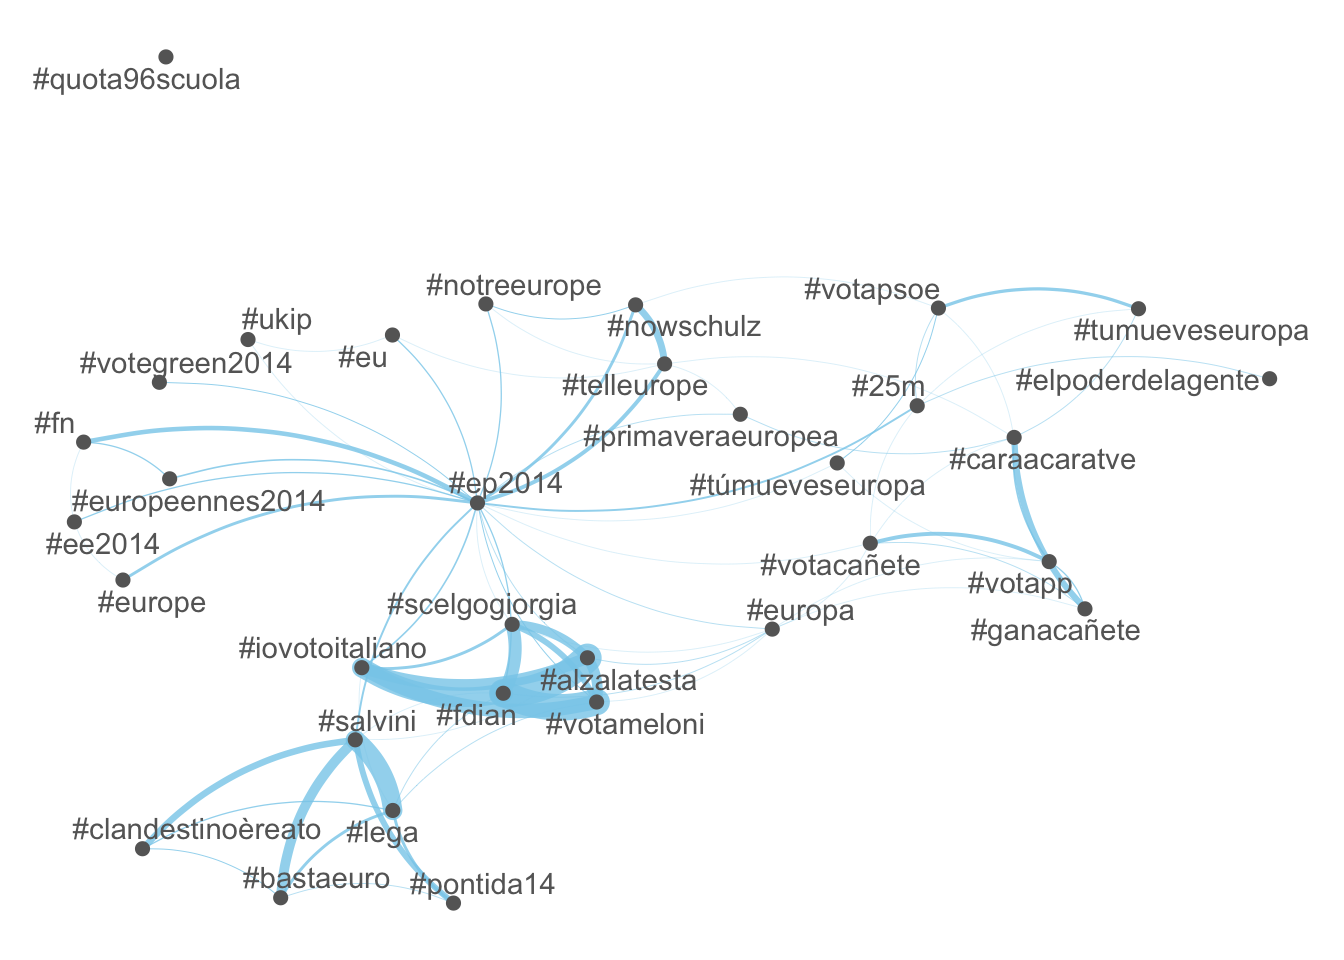 #quota96scuola
#notreeurope
#votapsoe
#ukip
#nowschulz
#tumueveseuropa
#eu
#votegreen2014
#telleurope
#25m
#elpoderdelagente
#fn
#primaveraeuropea
#caraacaratve
#ep2014
#túmueveseuropa
#europeennes2014
#ee2014
#votacañete
#votapp
#europe
#scelgogiorgia
#europa
#ganacañete
#iovotoitaliano
#alzalatesta
#fdian
#salvini
#votameloni
#clandestinoèreato
#lega
#bastaeuro
#pontida14